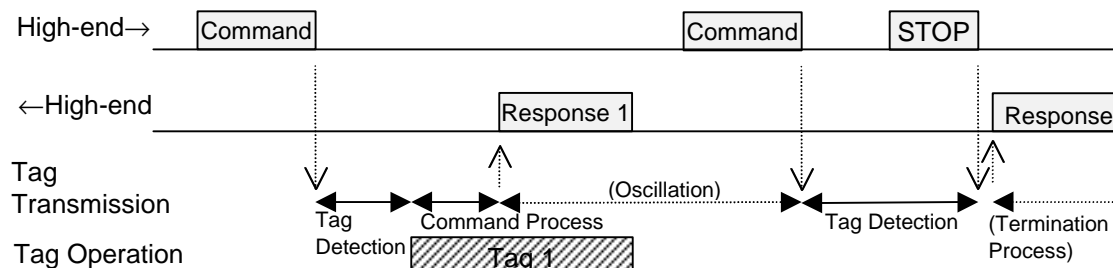 High-end→
Command
Command
STOP
←High-end
Response 1
Response
Tag
Transmission
(Oscillation)
Tag
Detection
Command Process
Tag Detection
(Termination
Process)
Tag Operation
Tag 1